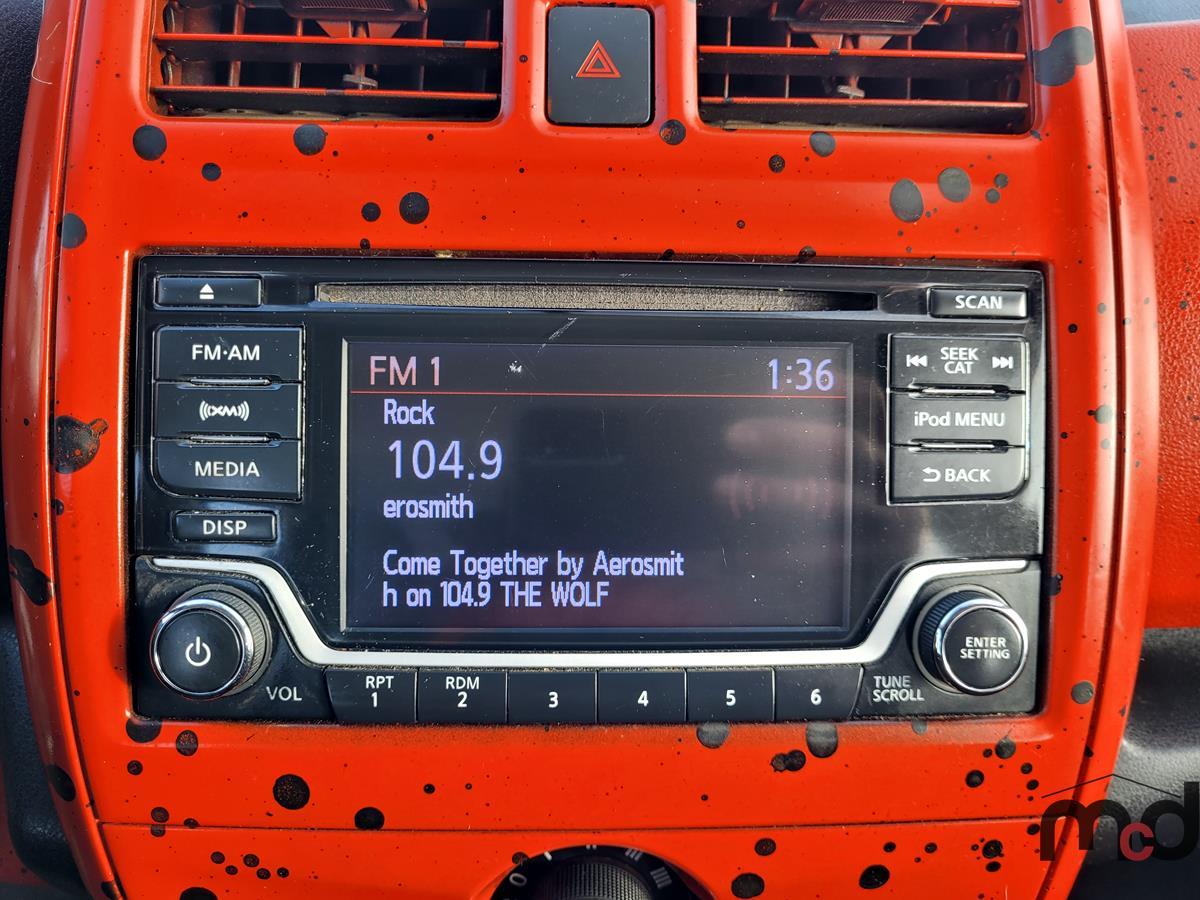 SCAN
FM·AM
XM
MEDIA
DISP
FM 1 1:36
Rock
104.9
erosmith
Come Together by Aerosmit
h on 104.9 THE WOLF
SEEK
CAT
iPod MENU
BACK
VOL
RPT
1
RDM
2
3
4
5
6
TUNE
SCROLL
ENTER
SETTING
0
mcd